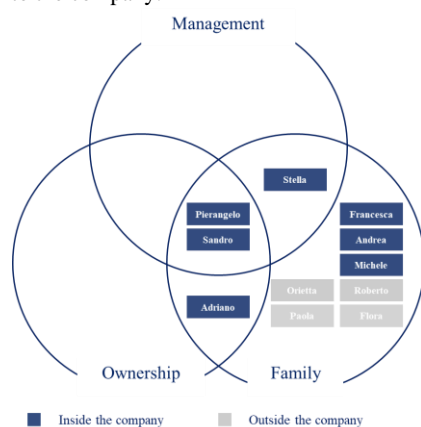 Management
Stella
Pierangelo Francesca
Sandro Andrea
Michele
Orietta Roberto
Adriano
Paola Flora
Ownership Family
Inside the company Outside the company